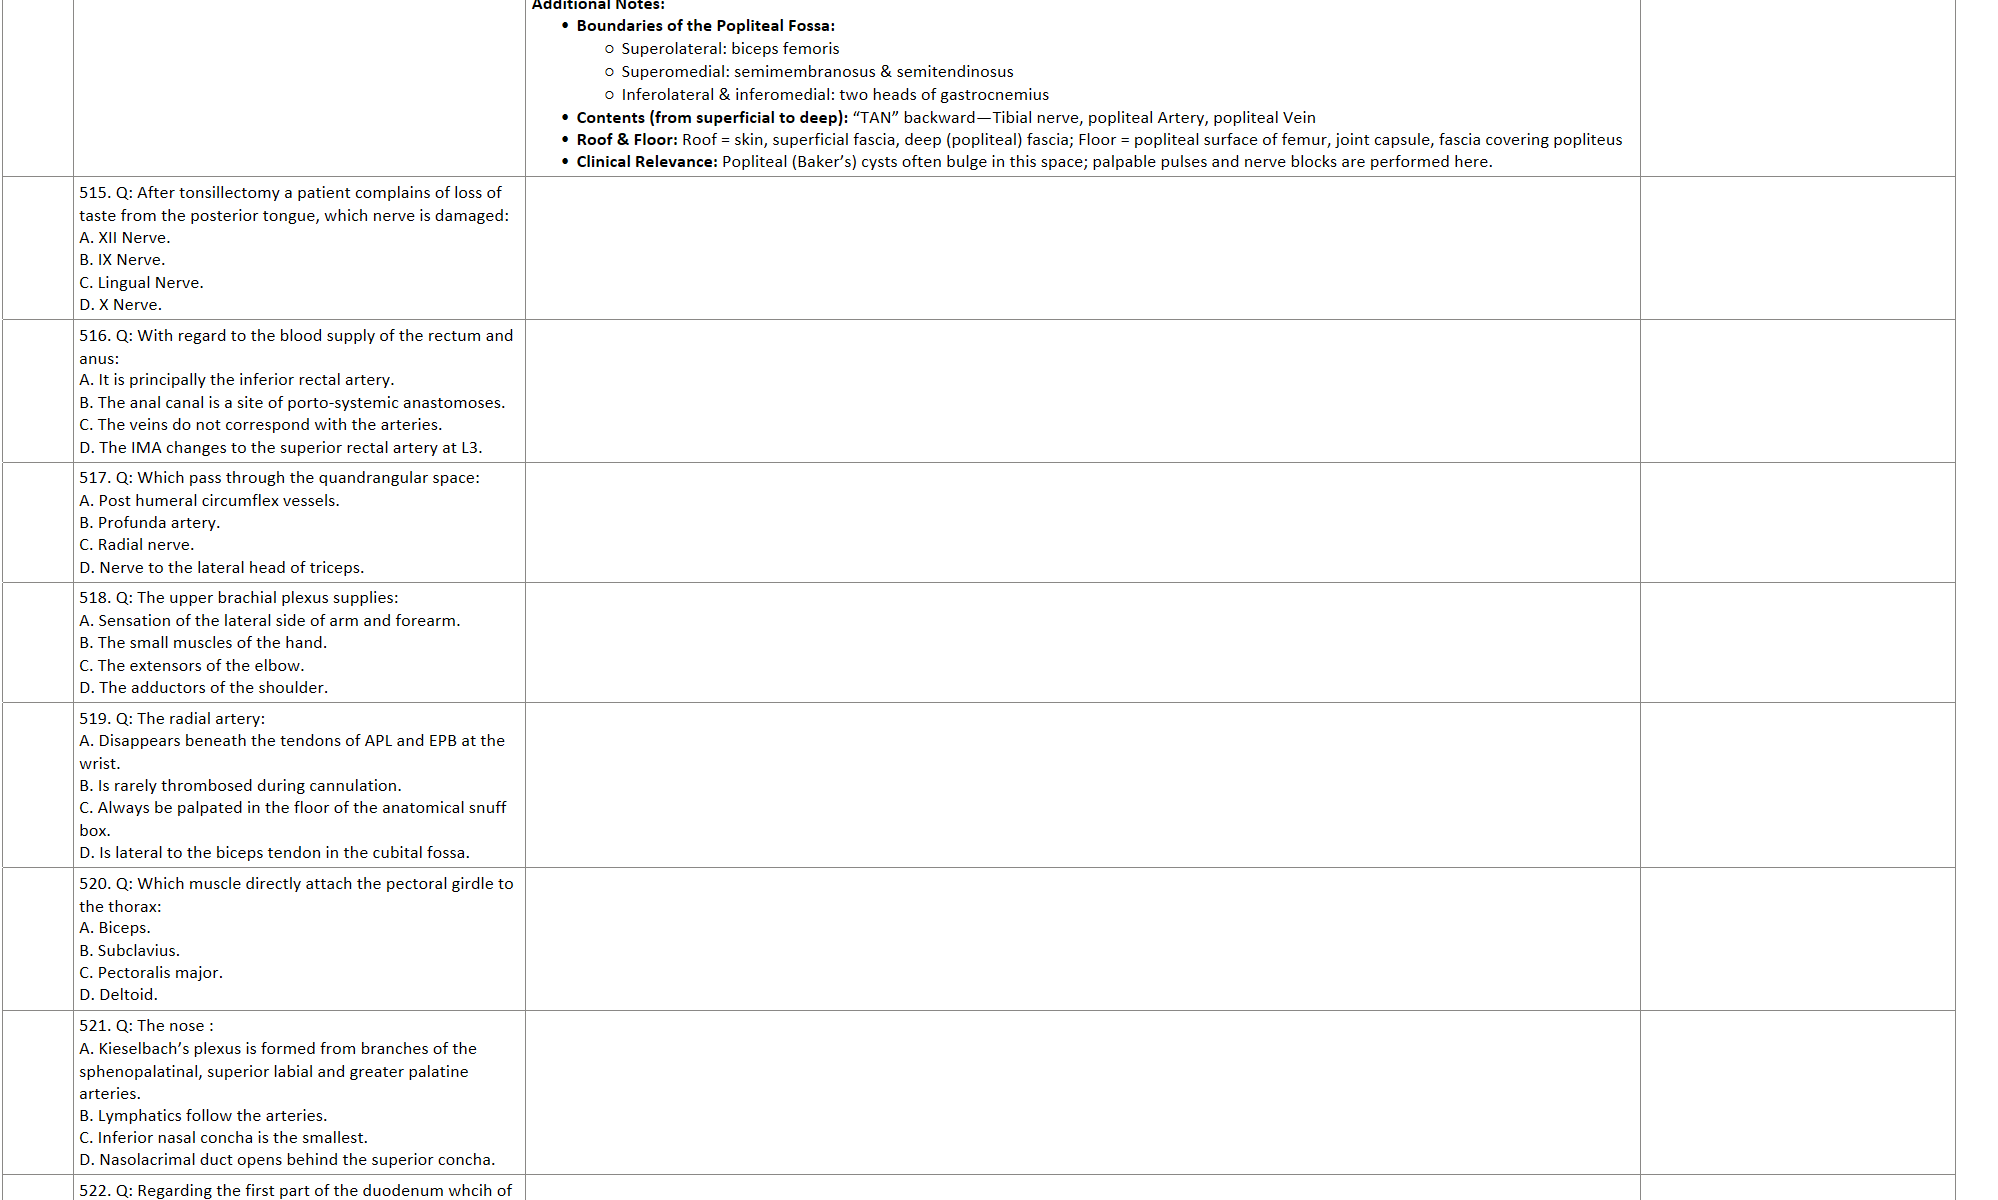 Additional Notes:
• Boundaries of the Popliteal Fossa:
○ Superolateral: biceps femoris
○ Superomedial: semimembranosus & semitendinosus
○ Inferolateral & inferomedial: two heads of gastrocnemius
• Contents (from superficial to deep): “TAN” backward—Tibial nerve, popliteal Artery, popliteal Vein
• Roof & Floor: Roof = skin, superficial fascia, deep (popliteal) fascia; Floor = popliteal surface of femur, joint capsule, fascia covering popliteus
• Clinical Relevance: Popliteal (Baker’s) cysts often bulge in this space; palpable pulses and nerve blocks are performed here.
515. Q: After tonsillectomy a patient complains of loss of
taste from the posterior tongue, which nerve is damaged:
A. XII Nerve.
B. IX Nerve.
C. Lingual Nerve.
D. X Nerve.
516. Q: With regard to the blood supply of the rectum and
anus:
A. It is principally the inferior rectal artery.
B. The anal canal is a site of porto-systemic anastomoses.
C. The veins do not correspond with the arteries.
D. The IMA changes to the superior rectal artery at L3.
517. Q: Which pass through the quandrangular space:
A. Post humeral circumflex vessels.
B. Profunda artery.
C. Radial nerve.
D. Nerve to the lateral head of triceps.
518. Q: The upper brachial plexus supplies:
A. Sensation of the lateral side of arm and forearm.
B. The small muscles of the hand.
C. The extensors of the elbow.
D. The adductors of the shoulder.
519. Q: The radial artery:
A. Disappears beneath the tendons of APL and EPB at the
wrist.
B. Is rarely thrombosed during cannulation.
C. Always be palpated in the floor of the anatomical snuff
box.
D. Is lateral to the biceps tendon in the cubital fossa.
520. Q: Which muscle directly attach the pectoral girdle to
the thorax:
A. Biceps.
B. Subclavius.
C. Pectoralis major.
D. Deltoid.
521. Q: The nose :
A. Kieselbach’s plexus is formed from branches of the
sphenopalatinal, superior labial and greater palatine
arteries.
B. Lymphatics follow the arteries.
C. Inferior nasal concha is the smallest.
D. Nasolacrimal duct opens behind the superior concha.
522. Q: Regarding the first part of the duodenum whcih of